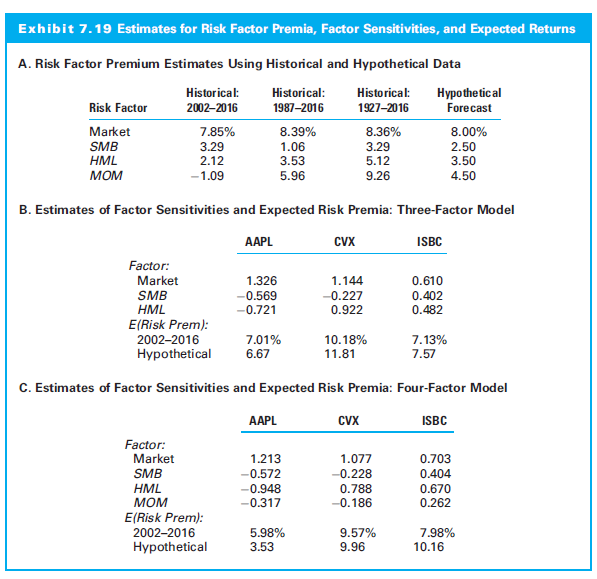 Exhibit 7.19 Estimates for Risk Factor Premia, Factor Sensitivities, and Expected Returns
A. Risk Factor Premium Estimates Using Historical and Hypothetical Data
Historical: Historical: Historical: Hypothetical
Risk Factor 2002–2016 1987–2016 1927–2016 Forecast
Market 7.85% 8.39% 8.36% 8.00%
SMB 3.29 1.06 3.29 2.50
HML 2.12 3.53 5.12 3.50
MOM −1.09 5.96 9.26 4.50
B. Estimates of Factor Sensitivities and Expected Risk Premia: Three-Factor Model
AAPL CVX ISBC
Factor:
Market 1.326 1.144 0.610
SMB −0.569 −0.227 0.402
HML −0.721 0.922 0.482
E(Risk Prem):
2002–2016 7.01% 10.18% 7.13%
Hypothetical 6.67 11.81 7.57
C. Estimates of Factor Sensitivities and Expected Risk Premia: Four-Factor Model
AAPL CVX ISBC
Factor:
Market 1.213 1.077 0.703
SMB −0.572 −0.228 0.404
HML −0.948 0.788 0.670
MOM −0.317 −0.186 0.262
E(Risk Prem):
2002–2016 5.98% 9.57% 7.98%
Hypothetical 3.53 9.96 10.16